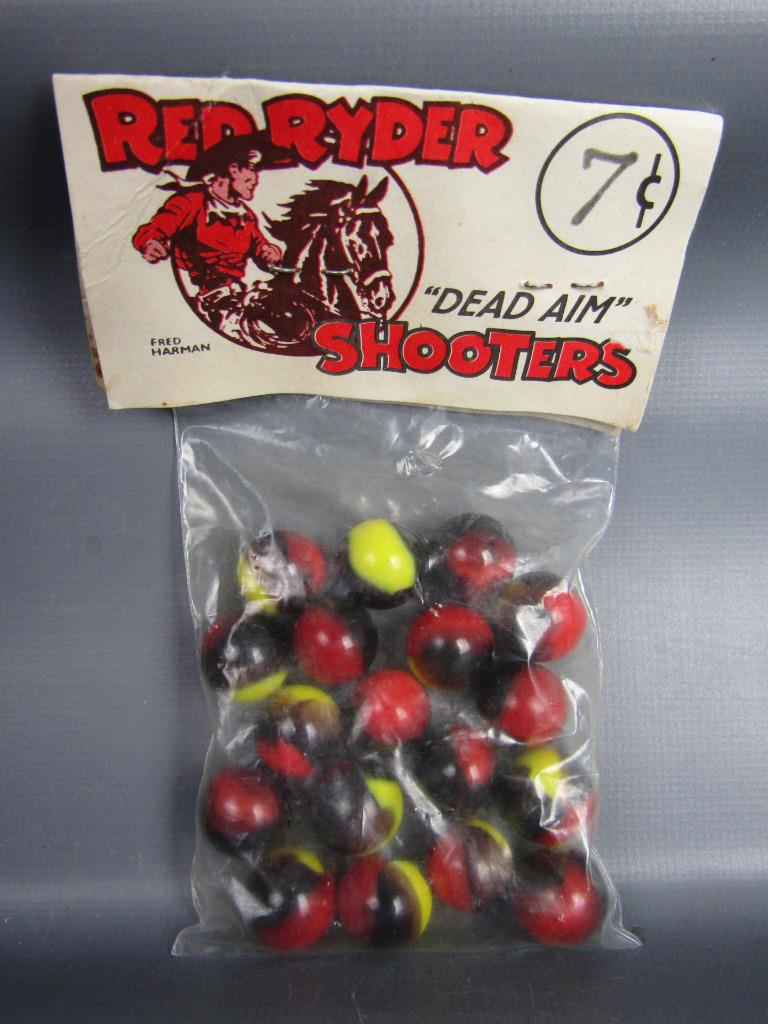 RED RYDER
7¢
"DEAD AIM"
SHOOTERS
FRED
HARMAN